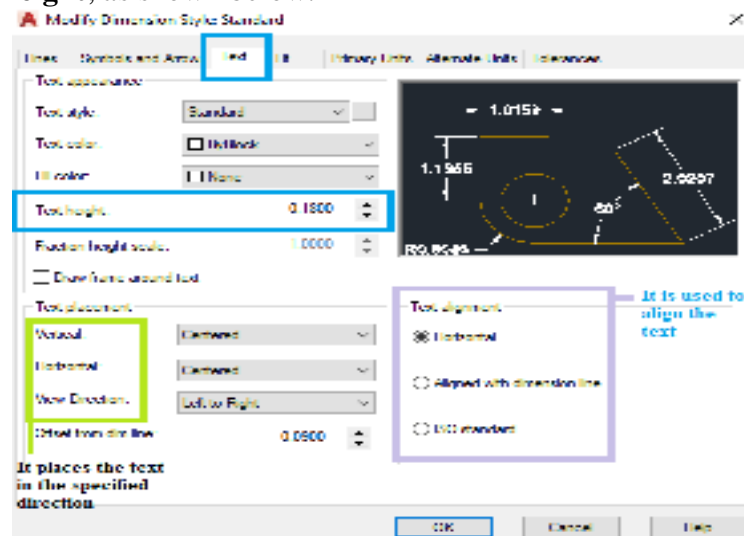 Modify Dimension Style: Standard
Lines Symbols and Arrow Text Fit Primary Units Alternate Units Tolerances
Text appearance
Text style: Standard
Text color: ByBlock
Fill color: None
Text height: 0.1800
Fraction height scale: 1.0000
Draw frame around text
1.0159
1.1955
2.0207
60°
Text placement
Vertical: Centered
Horizontal: Centered
View Direction: Left to Right
Offset from dim line: 0.0900
Text alignment
Horizontal
Aligned with dimension line
ISO standard
It is used to
align the
text
It places the text
in the specified
direction
OK Cancel Help